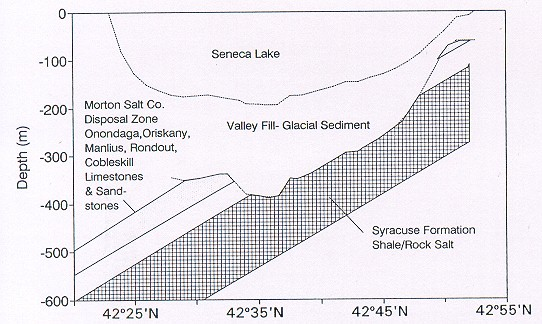 0
-100
-200
-300
-400
-500
-600
Depth (m)
Seneca Lake
Morton Salt Co.
Disposal Zone
Onondaga,Oriskany,
Manlius, Rondout,
Cobleskill
Limestones
& Sand-
stones
Valley Fill- Glacial Sediment
Syracuse Formation
Shale/Rock Salt
42°25'N
42°35'N
42°45'N
42°55'N